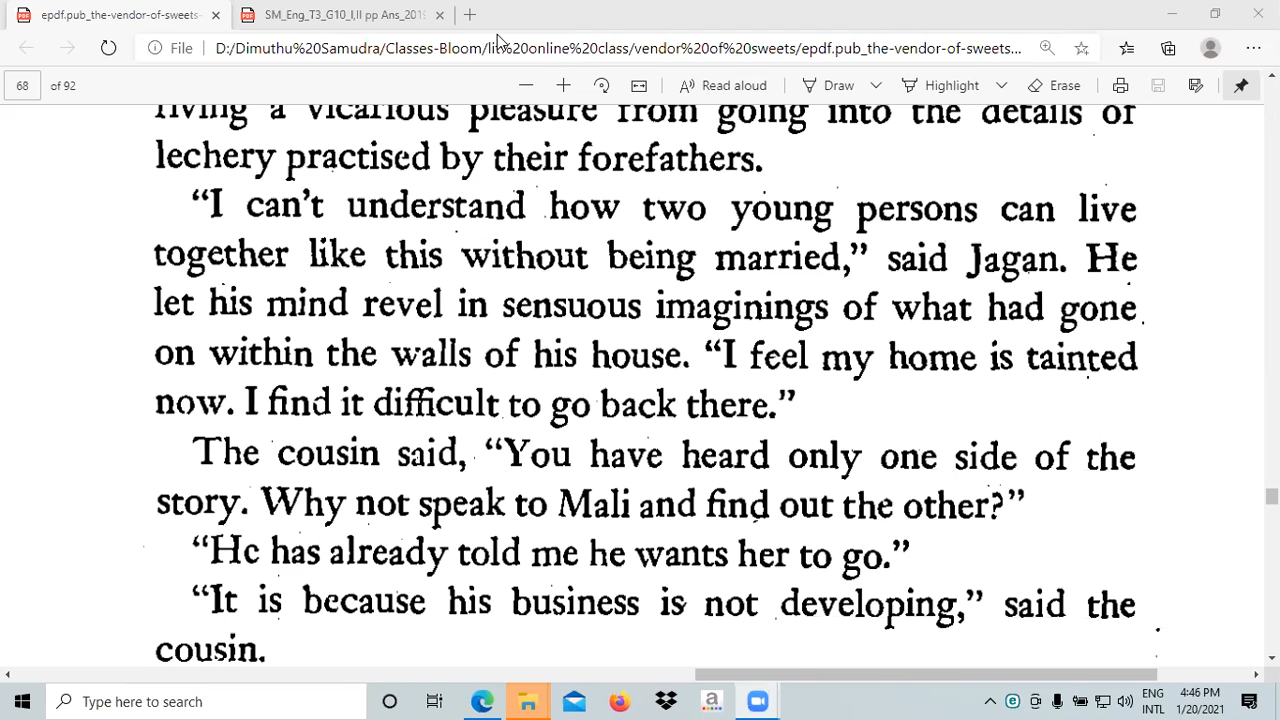 epdf.pub_the-vendor-of-sweets-
SM_Eng_T3_G10_I,II pp Ans_2019
File
D:/Dimuthu%20Samudra/Classes-Bloom/lit%20online%20class/vendor%20of%20sweets/epdf.pub_the-vendor-of-sweets...
68 of 92
Read aloud
Draw
Highlight
Erase
riving a vicarious pleasure from going into the details of
lechery practised by their forefathers.
“I can't understand how two young persons can live
together like this without being married,” said Jagan. He
let his mind revel in sensuous imaginings of what had gone
on within the walls of his house. “I feel my home is tainted
now. I find it difficult to go back there.”
The cousin said, “You have heard only one side of the
story. Why not speak to Mali and find out the other?”
“He has already told me he wants her to go.”
“It is because his business is not developing,” said the
cousin.
Type here to search
a
ENG
INTL
4:46 PM
1/20/2021